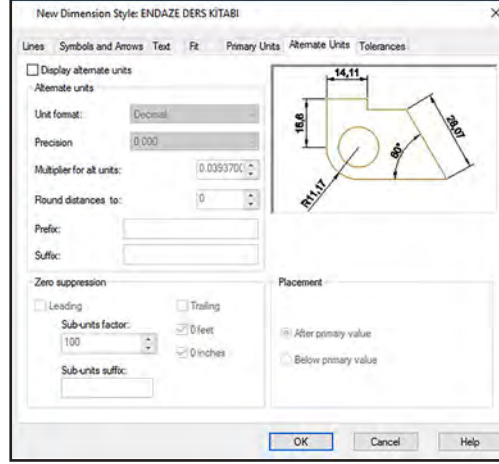 New Dimension Style: ENDAZE DERS KİTABI
Lines Symbols and Arrows Text Fit Primary Units Alternate Units Tolerances
Display alternate units
Alternate units
Unit format: Decimal
Precision 0.000
Multiplier for alt units: 0.039370
Round distances to: 0
Prefix:
Suffix:
14,11
16,6
28,07
60°
R11,17
Zero suppression
Leading
Trailing
Sub-units factor:
100
0 feet
0 inches
Sub-units suffix:
Placement
After primary value
Below primary value
OK Cancel Help